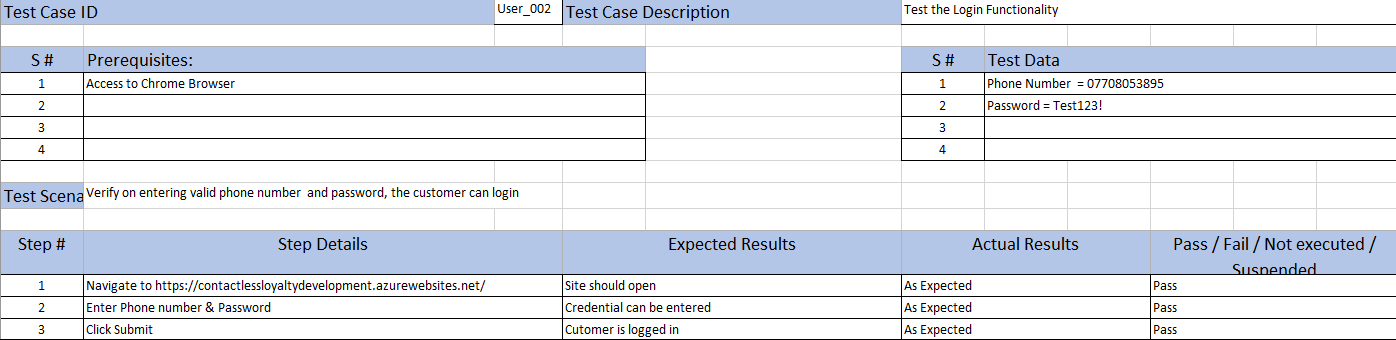 Test Case ID User_002 Test Case Description Test the Login Functionality
S # Prerequisites: S # Test Data
1 Access to Chrome Browser 1 Phone Number = 07708053895
2 2 Password = Test123!
3 3
4 4
Test Scena Verify on entering valid phone number and password, the customer can login
Step # Step Details Expected Results Actual Results Pass / Fail / Not executed /
Suspended
1 Navigate to https://contactlessloyaltydevelopment.azurewebsites.net/ Site should open As Expected Pass
2 Enter Phone number & Password Credential can be entered As Expected Pass
3 Click Submit Cutomer is logged in As Expected Pass